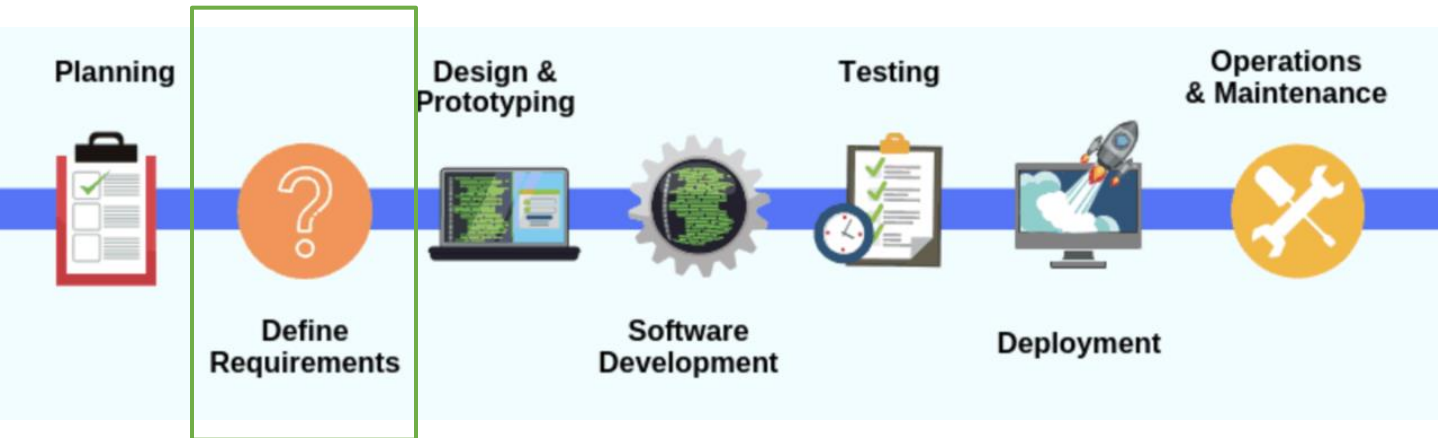 Planning
Define
Requirements
Design &
Prototyping
Software
Development
Testing
Deployment
Operations
& Maintenance